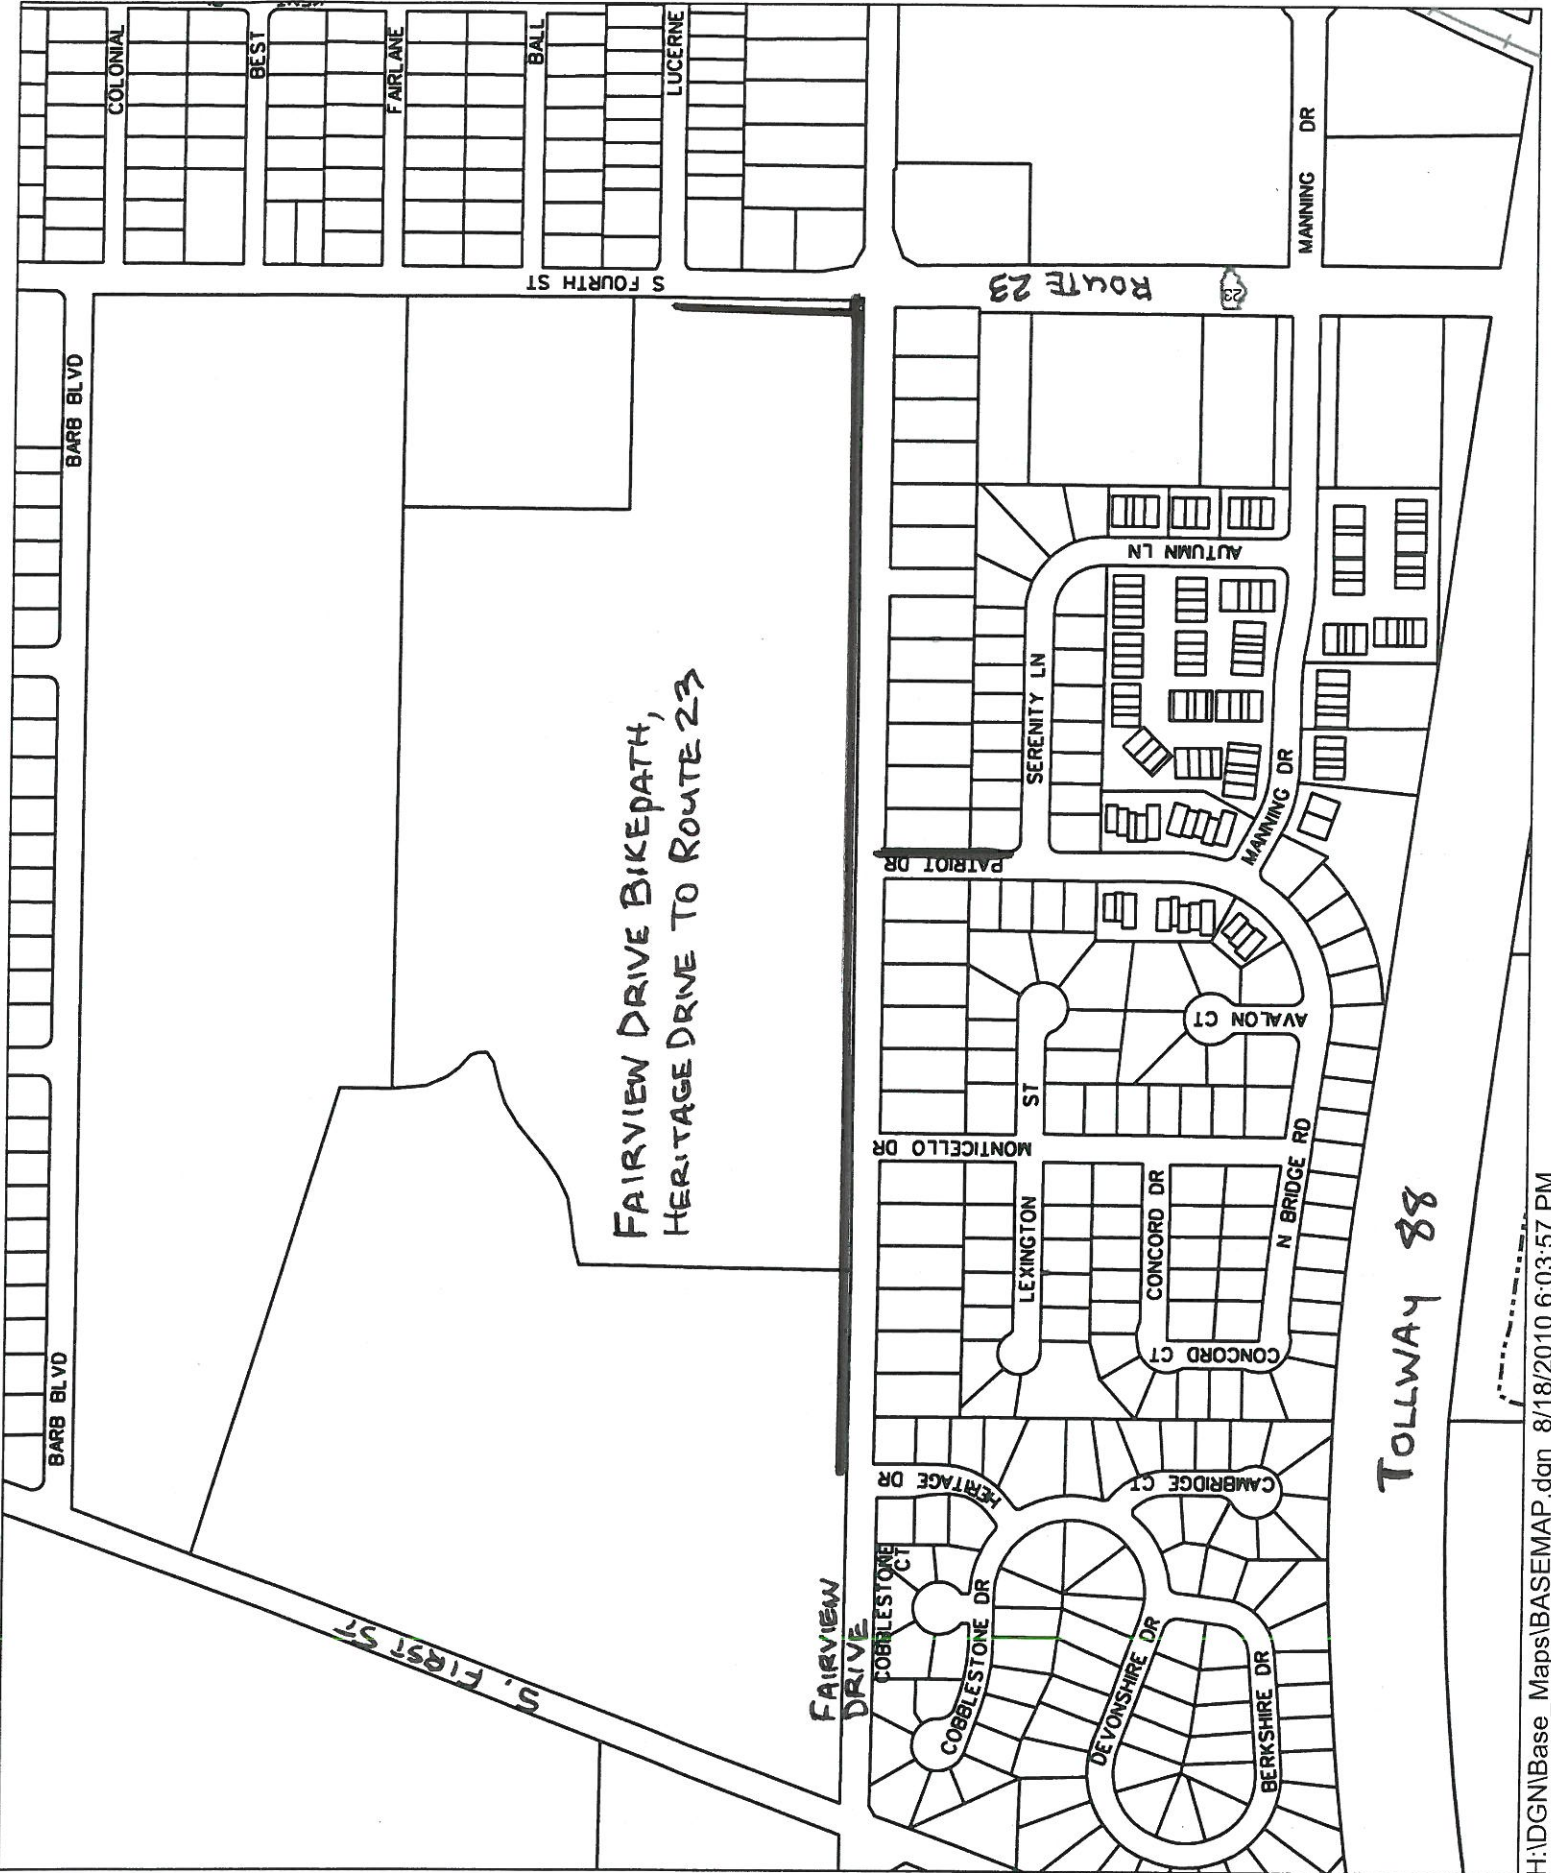 COLONIAL
BEST
FAIRLANE
BALL
LUCERNE
MANNING DR
S FOURTH ST
ROUTE 23
23
BARB BLVD
BARB BLVD
FAIRVIEW DRIVE BIKEPATH,
HERITAGE DRIVE TO ROUTE 23
AUTUMN LN
SERENITY LN
MANNING DR
PATRIOT DR
AVALON CT
LEXINGTON ST
MONTICELLO DR
CONCORD DR
N BRIDGE RD
CONCORD CT
TOLLWAY 88
HERITAGE DR
CAMBRIDGE CT
COBBLESTONE
CT
COBBLESTONE DR
DEVONSHIRE DR
BERKSHIRE DR
FAIRVIEW
DRIVE
S. FIRST ST
H:\DGN\Base Maps\BASEMAP.dgn 8/18/2010 6:03:57 PM